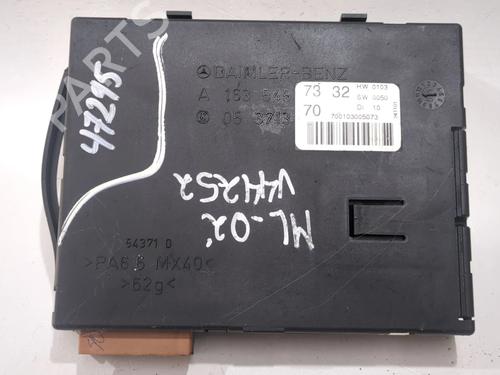 DAIMLER-BENZ
A 163 545 73 32
05 3713 70
HW 0103
SW 0050
DI 10
700103005073
47295
ML-02'
VKH252
54371 D
>PA6.6 MX40<
>62g<
PARTS